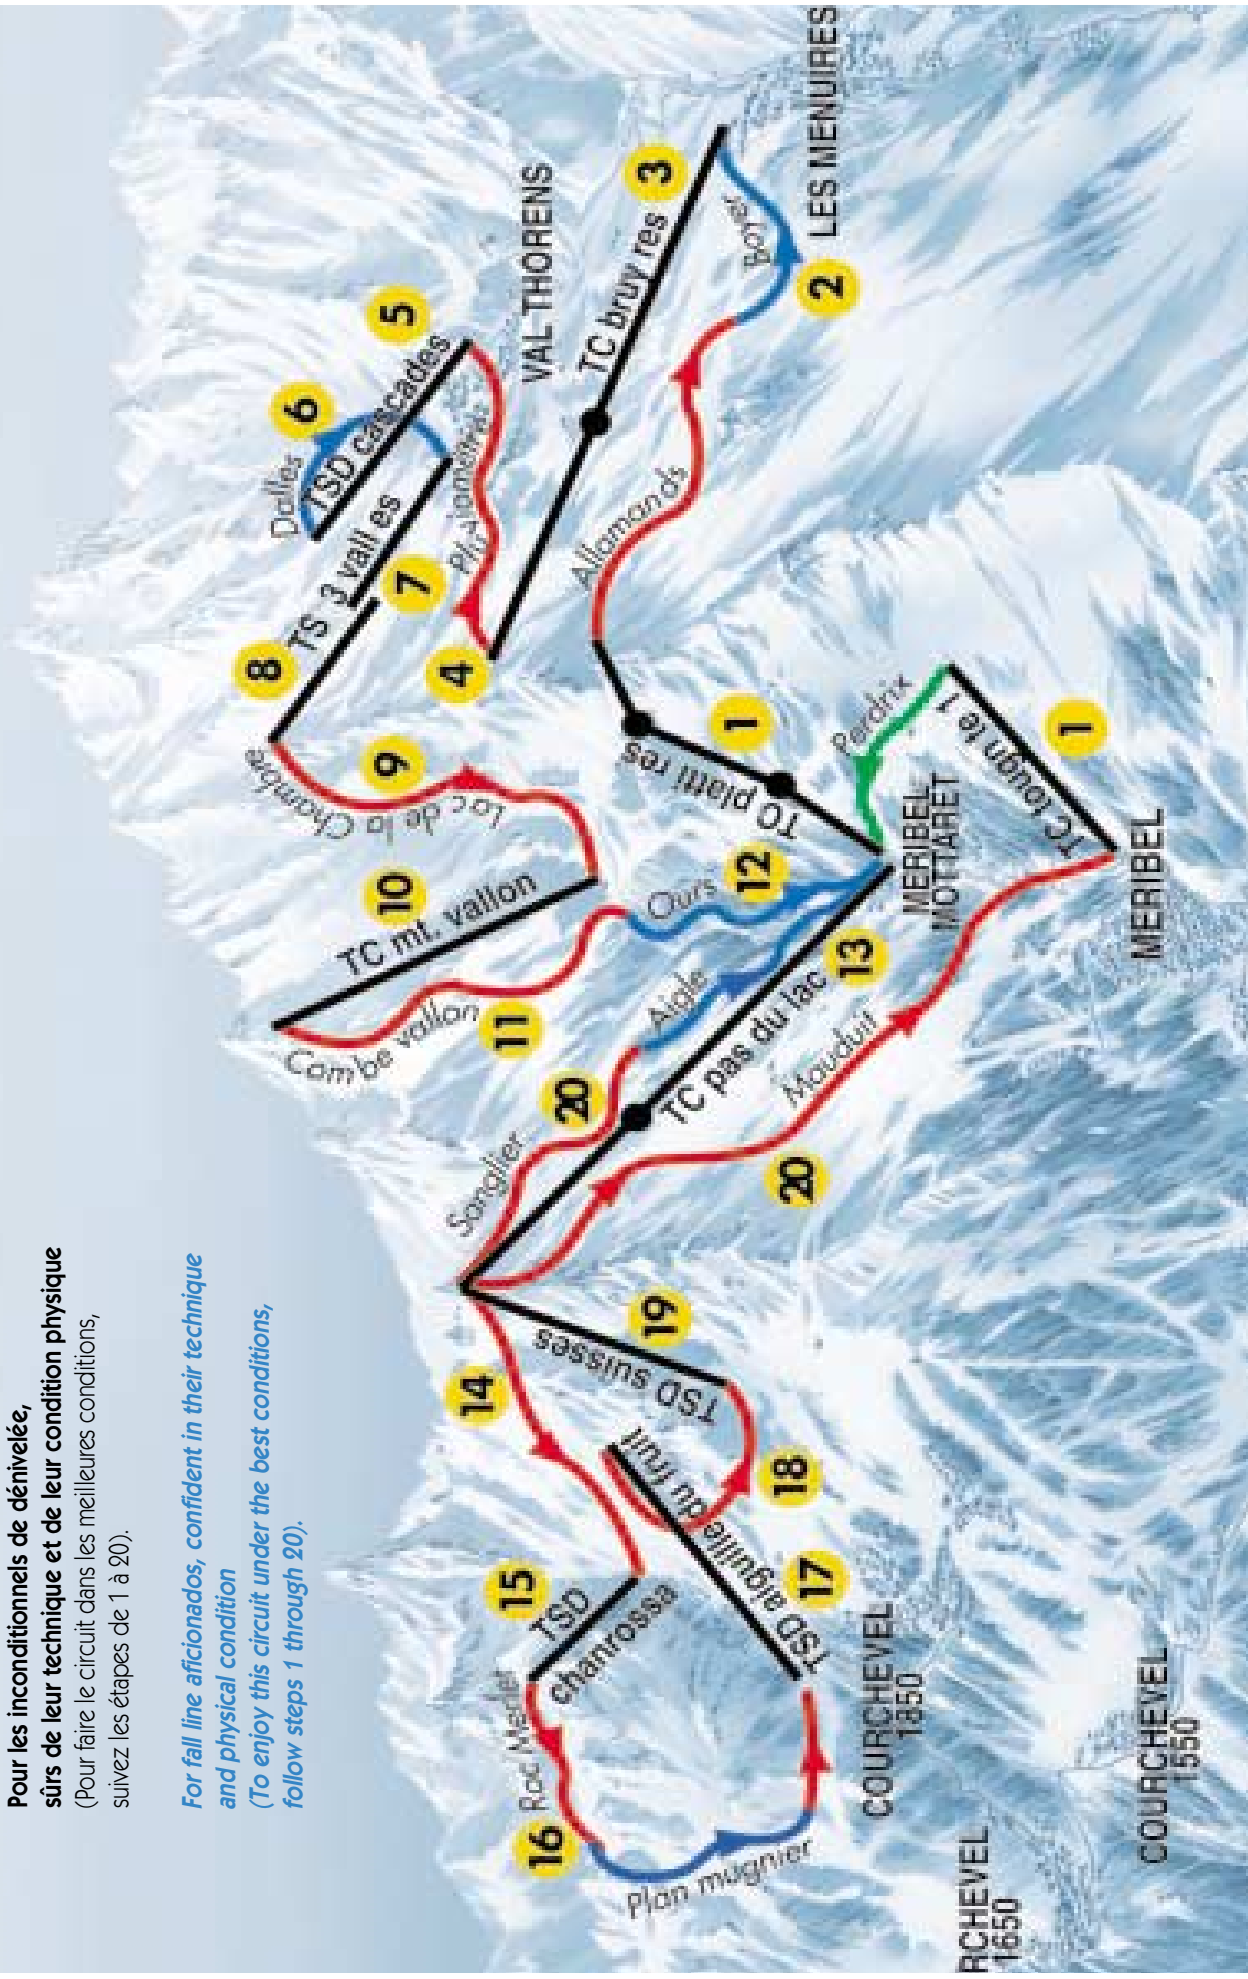 Pour les inconditionnels de dénivelée,
sûrs de leur technique et de leur condition physique
(Pour faire le circuit dans les meilleures conditions,
suivez les étapes de 1 à 20).
For fall line aficionados, confident in their technique
and physical condition
(To enjoy this circuit under the best conditions,
follow steps 1 through 20).
16
Roc Merlet
15
TSD
chanrossa
Plan mugnier
17
TSD aiguille du fruit
18
14
TSD suisses
19
Sanglier
20
Aigle
20
Mauduit
TC pas du lac
13
Combe vallon
11
TC mt. vallon
10
Ours
12
Lac de la Chambre
9
8
TS 3 vall es
7
Dalles
6
TSD cascades
5
4
VAL THORENS
TC bruy res
3
Allamands
Boyer
2
LES MENUIRES
TC platti res
1
Perdrix
TC tougn te 1
1
MERIBEL
MOTTARET
MERIBEL
COURCHEVEL
1850
COURCHEVEL
1550
RCHEVEL
1650